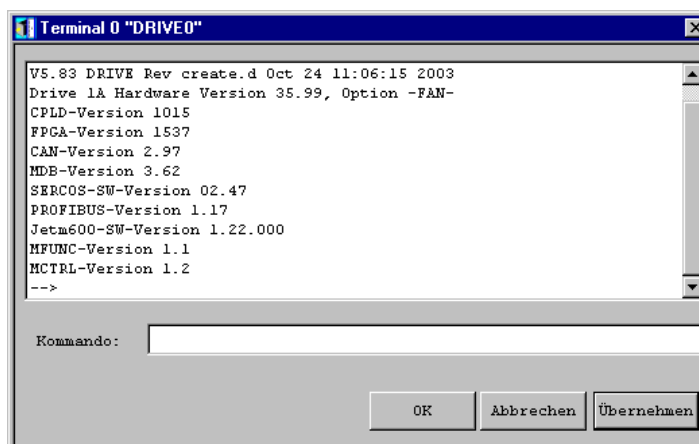 Terminal 0 "DRIVE0"
V5.83 DRIVE Rev create.d Oct 24 11:06:15 2003
Drive 1A Hardware Version 35.99, Option -FAN-
CPLD-Version 1015
FPGA-Version 1537
CAN-Version 2.97
MDB-Version 3.62
SERCOS-SW-Version 02.47
PROFIBUS-Version 1.17
Jetm600-SW-Version 1.22.000
MFUNC-Version 1.1
MCTRL-Version 1.2
-->
Kommando:
OK Abbrechen Übernehmen